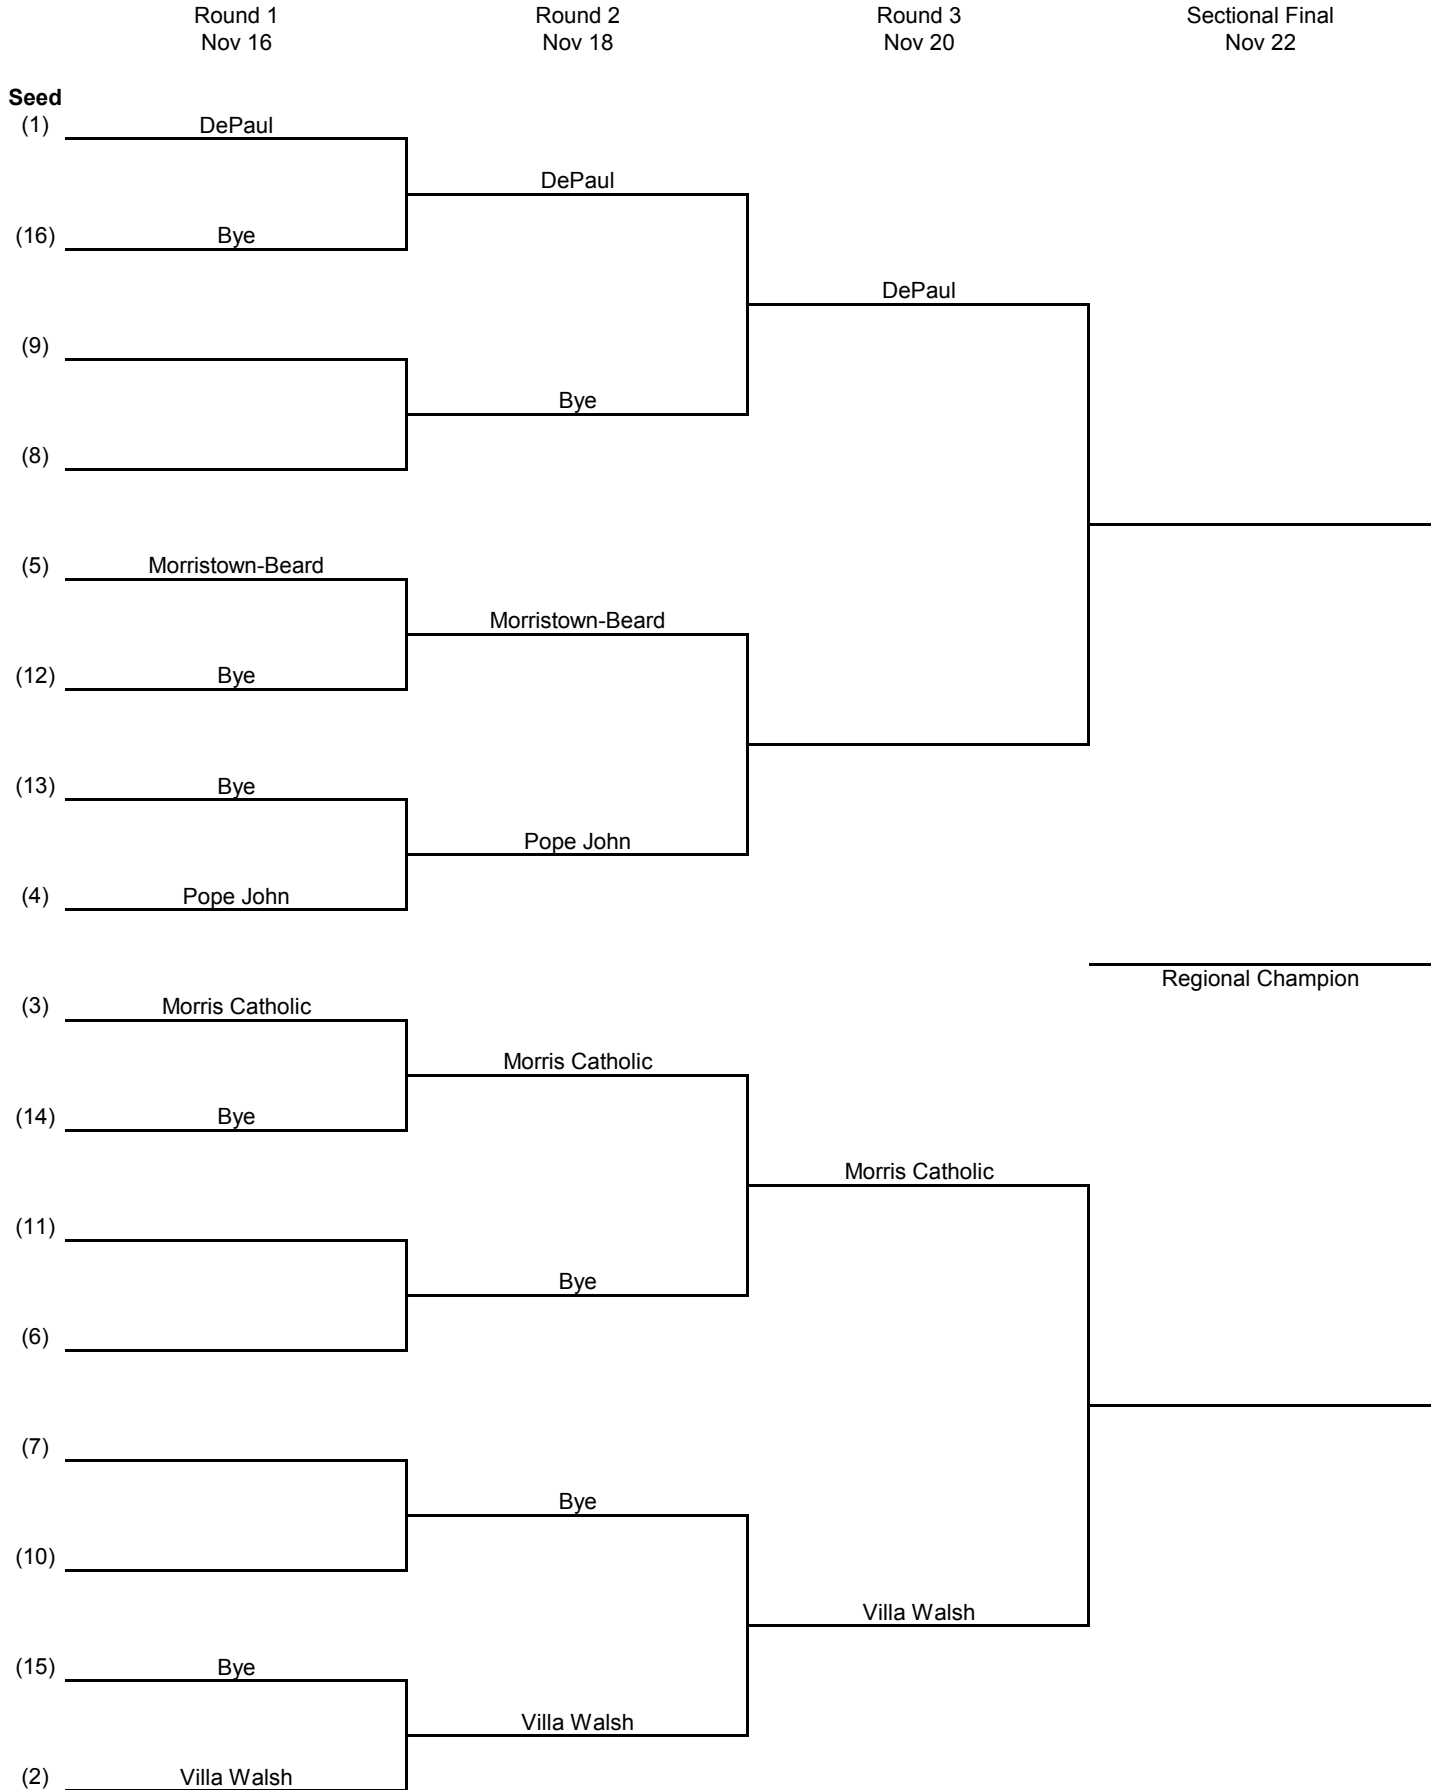 Round 1 Round 2 Round 3 Sectional Final
Nov 16 Nov 18 Nov 20 Nov 22
Seed
(1) DePaul
DePaul
(16) Bye
DePaul
(9)
Bye
(8)
(5) Morristown-Beard
Morristown-Beard
(12) Bye
(13) Bye
Pope John
(4) Pope John
Regional Champion
(3) Morris Catholic
Morris Catholic
(14) Bye
Morris Catholic
(11)
Bye
(6)
(7)
Bye
(10)
Villa Walsh
(15) Bye
Villa Walsh
(2) Villa Walsh